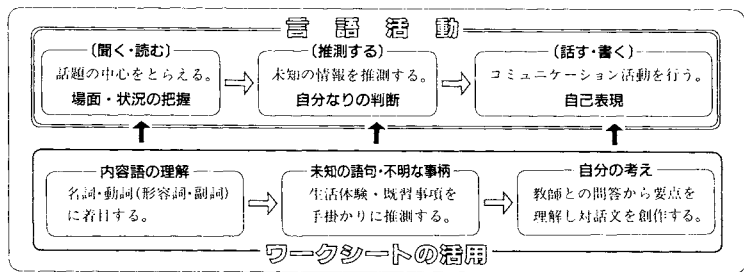 言語活動
(聞く・読む)
話題の中心をとらえる。
場面・状況の把握
(推測する)
未知の情報を推測する。
自分なりの判断
(話す・書く)
コミュニケーション活動を行う。
自己表現
内容語の理解
名詞・動詞(形容詞・副詞)
に着目する。
未知の語句・不明な事柄
生活体験・既習事項を
手掛かりに推測する。
自分の考え
教師との問答から要点を
理解し対話文を創作する。
ワークシートの活用